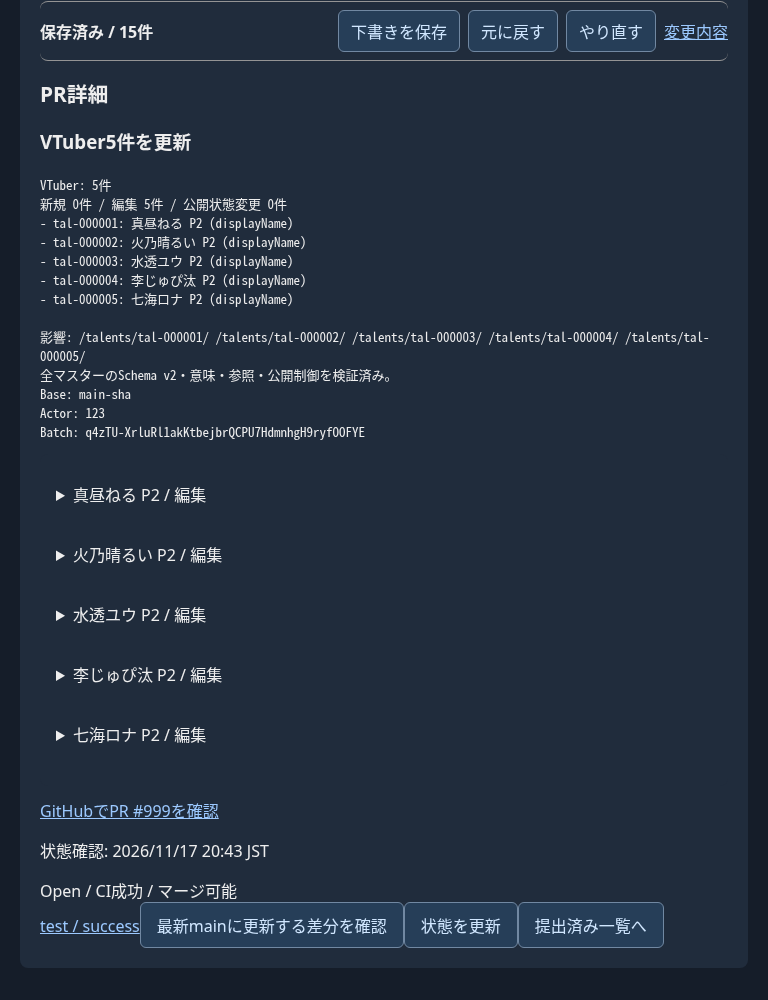 保存済み / 15件
下書きを保存 元に戻す やり直す 変更内容
PR詳細
VTuber5件を更新
VTuber: 5件
新規 0件 / 編集 5件 / 公開状態変更 0件
- tal-000001: 真昼ねる P2 (displayName)
- tal-000002: 火乃晴るい P2 (displayName)
- tal-000003: 水透ユウ P2 (displayName)
- tal-000004: 李じゅぴ汰 P2 (displayName)
- tal-000005: 七海ロナ P2 (displayName)
影響: /talents/tal-000001/ /talents/tal-000002/ /talents/tal-000003/ /talents/tal-000004/ /talents/tal-
000005/
全マスターのSchema v2・意味・参照・公開制御を検証済み。
Base: main-sha
Actor: 123
Batch: q4zTU-XrluRl1akKtbejbrQCPU7HdmnhgH9ryfOOFYE
▶ 真昼ねる P2 / 編集
▶ 火乃晴るい P2 / 編集
▶ 水透ユウ P2 / 編集
▶ 李じゅぴ汰 P2 / 編集
▶ 七海ロナ P2 / 編集
GitHubでPR #999を確認
状態確認: 2026/11/17 20:43 JST
Open / CI成功 / マージ可能
test / success 最新mainに更新する差分を確認 状態を更新 提出済み一覧へ